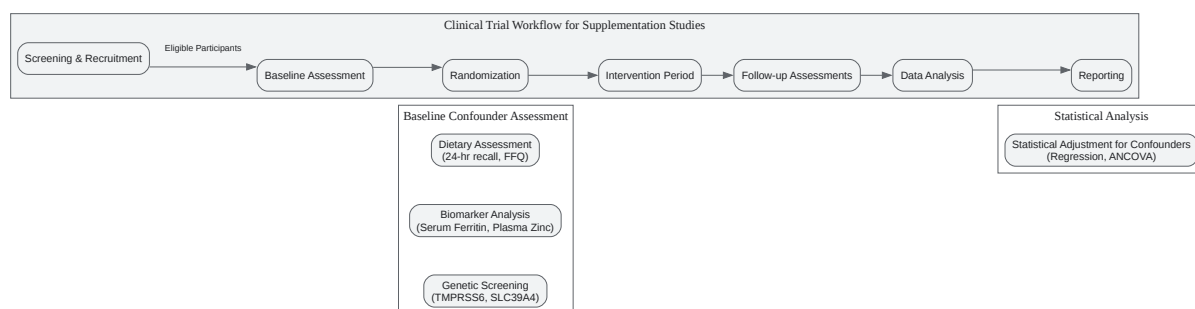 Clinical Trial Workflow for Supplementation Studies
Screening & Recruitment
Eligible Participants
Baseline Assessment
Randomization
Intervention Period
Follow-up Assessments
Data Analysis
Reporting
Baseline Confounder Assessment
Dietary Assessment
(24-hr recall, FFQ)
Biomarker Analysis
(Serum Ferritin, Plasma Zinc)
Genetic Screening
(TMPRSS6, SLC39A4)
Statistical Analysis
Statistical Adjustment for Confounders
(Regression, ANCOVA)